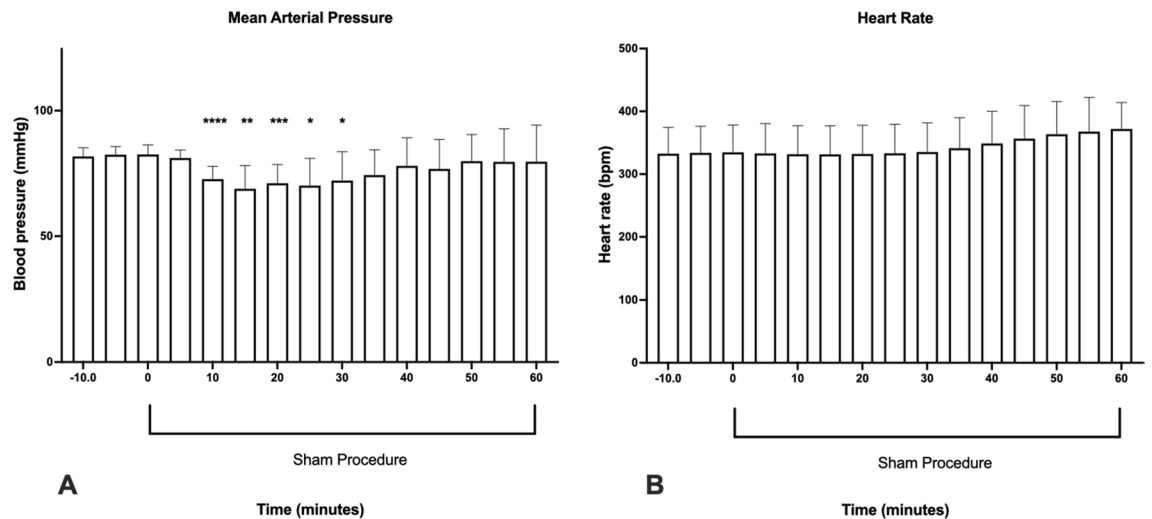 Mean Arterial Pressure
Blood pressure (mmHg)
100
50
0
**** ** *** * *
-10.0 0 10 20 30 40 50 60
Sham Procedure
A
Time (minutes)
Heart Rate
Heart rate (bpm)
500
400
300
200
100
0
-10.0 0 10 20 30 40 50 60
Sham Procedure
B
Time (minutes)